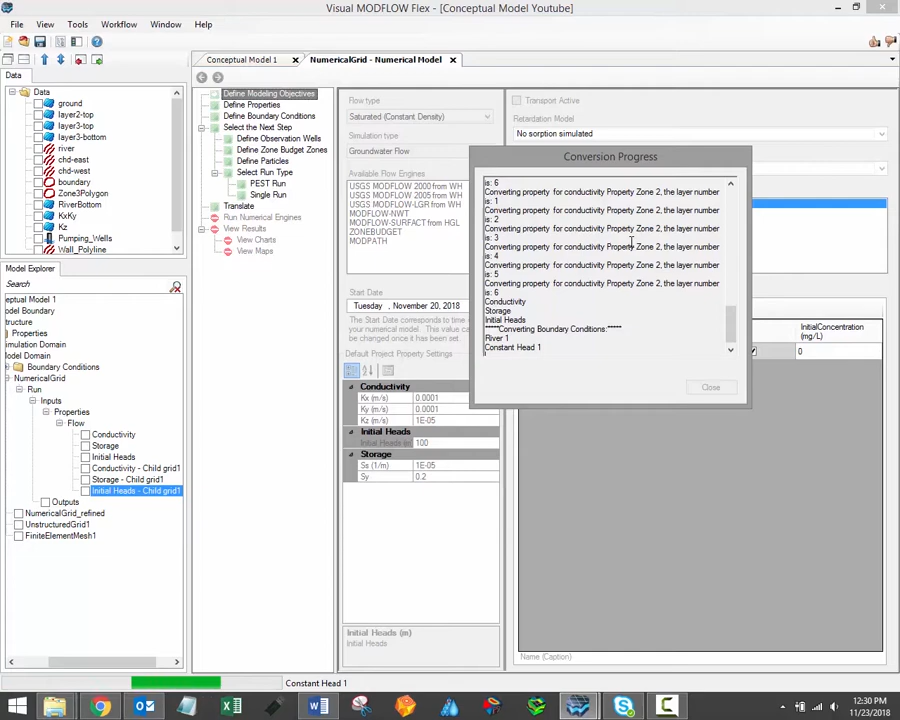 Visual MODFLOW Flex - [Conceptual Model Youtube]
File View Tools Workflow Window Help
Conceptual Model 1
NumericalGrid - Numerical Model
Data
Data
ground
layer2-top
layer3-top
layer3-bottom
river
chd-east
chd-west
boundary
Zone3Polygon
RiverBottom
KxKy
Kz
Pumping_Wells
Wall_Polyline
Model Explorer
Search
eptual Model 1
odel Boundary
tructure
Properties
imulation Domain
odel Domain
Boundary Conditions
NumericalGrid
Run
Inputs
Properties
Flow
Conductivity
Storage
Initial Heads
Conductivity - Child grid1
Storage - Child grid1
Initial Heads - Child grid1
Outputs
NumericalGrid_refined
UnstructuredGrid1
FiniteElementMesh1
Define Modeling Objectives
Define Properties
Define Boundary Conditions
Select the Next Step
Define Observation Wells
Define Zone Budget Zones
Define Particles
Select Run Type
PEST Run
Single Run
Translate
Run Numerical Engines
View Results
View Charts
View Maps
Flow type
Saturated (Constant Density)
Simulation type
Groundwater Flow
Available Flow Engines
USGS MODFLOW 2000 from WH
USGS MODFLOW 2005 from WH
USGS MODFLOW-LGR from WH
MODFLOW-NWT
MODFLOW-SURFACT from HGL
ZONEBUDGET
MODPATH
Start Date
Tuesday , November 20, 2018
The Start Date corresponds to time
your numerical model. This value ca
changed once it has been set.
Default Project Property Settings
Conductivity
Kx (m/s) 0.0001
Ky (m/s) 0.0001
Kz (m/s) 1E-05
Initial Heads
Initial Heads (m) 100
Storage
Ss (1/m) 1E-05
Sy 0.2
Initial Heads (m)
Initial Heads
Transport Active
Retardation Model
No sorption simulated
InitialConcentration
(mg/L)
0
Name (Caption)
Conversion Progress
is: 6
Converting property for conductivity Property Zone 2, the layer number
is: 1
Converting property for conductivity Property Zone 2, the layer number
is: 2
Converting property for conductivity Property Zone 2, the layer number
is: 3
Converting property for conductivity Property Zone 2, the layer number
is: 4
Converting property for conductivity Property Zone 2, the layer number
is: 5
Converting property for conductivity Property Zone 2, the layer number
is: 6
Conductivity
Storage
Initial Heads
*****Converting Boundary Conditions:*****
River 1
Constant Head 1
Close
Constant Head 1
12:30 PM
11/23/2018